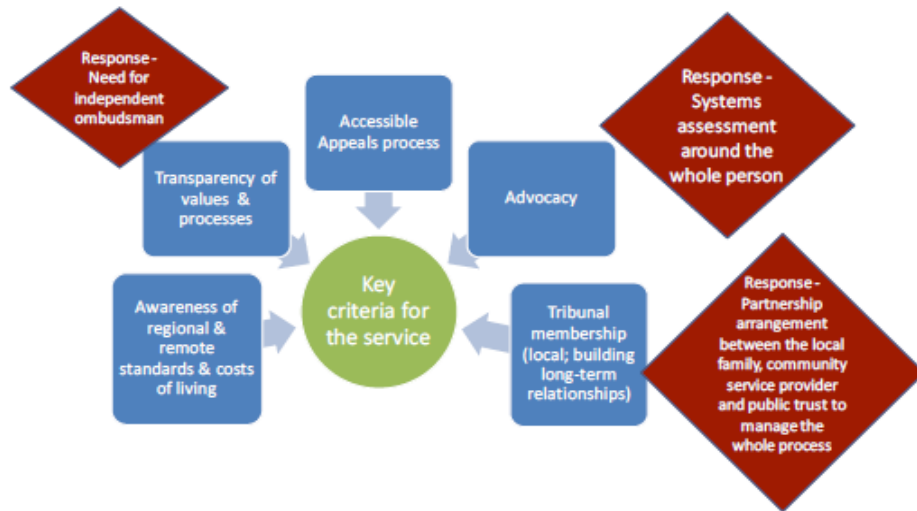 Response -
Need for
independent
ombudsman
Accessible
Appeals process
Response -
Systems
assessment
around the
whole person
Transparency of
values & 
processes
Advocacy
Key
criteria for
the service
Awareness of
regional &
remote
standards & costs
of living
Tribunal
membership
(local; building
long-term
relationships)
Response -
Partnership
arrangement
between the local
family, community
service provider
and public trust to
manage the
whole process